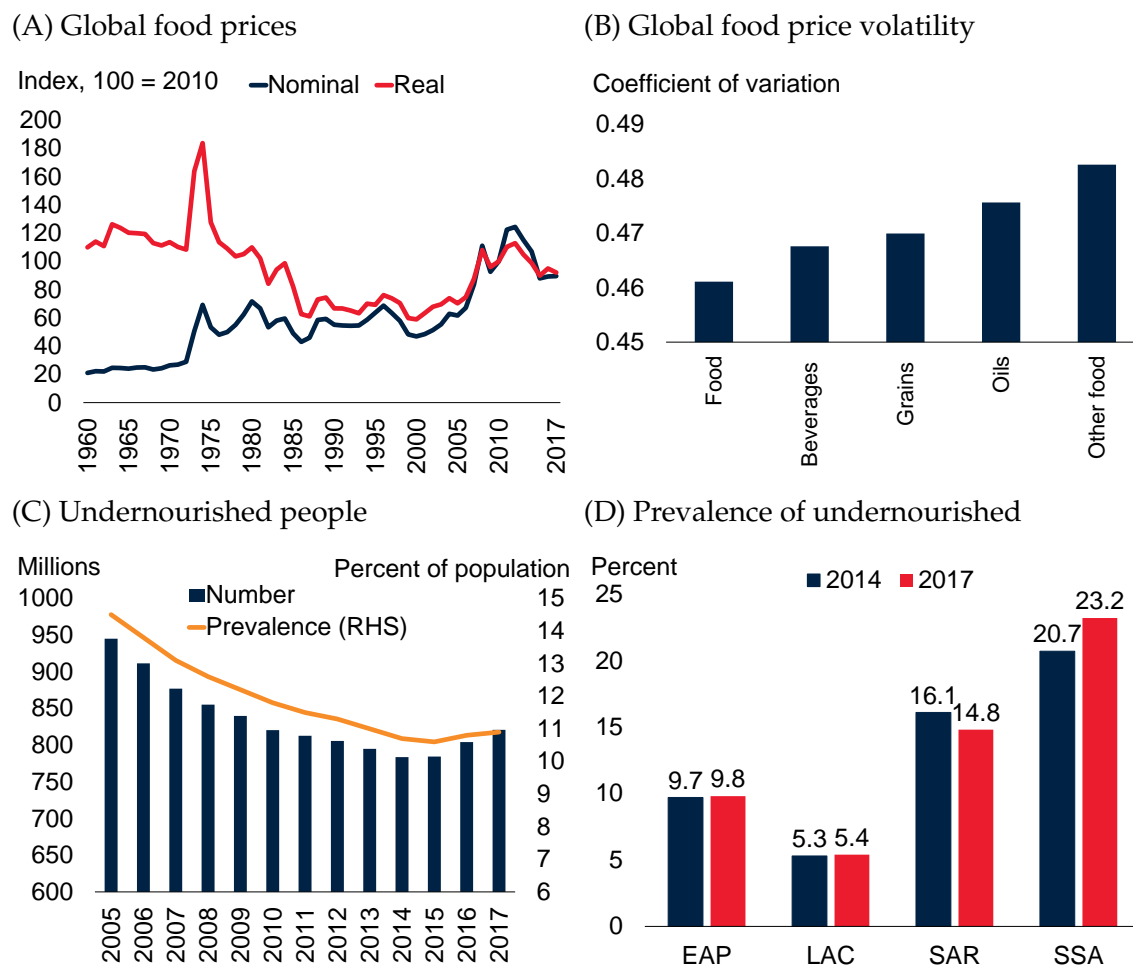 (A) Global food prices
Index, 100 = 2010 Nominal Real
200
180
160
140
120
100
80
60
40
20
0
1960 1965 1970 1975 1980 1985 1990 1995 2000 2005 2010 2017
(B) Global food price volatility
Coefficient of variation
0.49
0.48
0.47
0.46
0.45
Food Beverages Grains Oils Other food
(C) Undernourished people
Millions Percent of population
Number
Prevalence (RHS)
1000 15
950 14
900 13
850 12
800 11
750 10
700 9
650 8
600 7
6
2005 2006 2007 2008 2009 2010 2011 2012 2013 2014 2015 2016 2017
(D) Prevalence of undernourished
Percent 2014 2017
25
20
15
10
5
0
9.7 9.8 5.3 5.4 16.1 14.8 20.7 23.2
EAP LAC SAR SSA